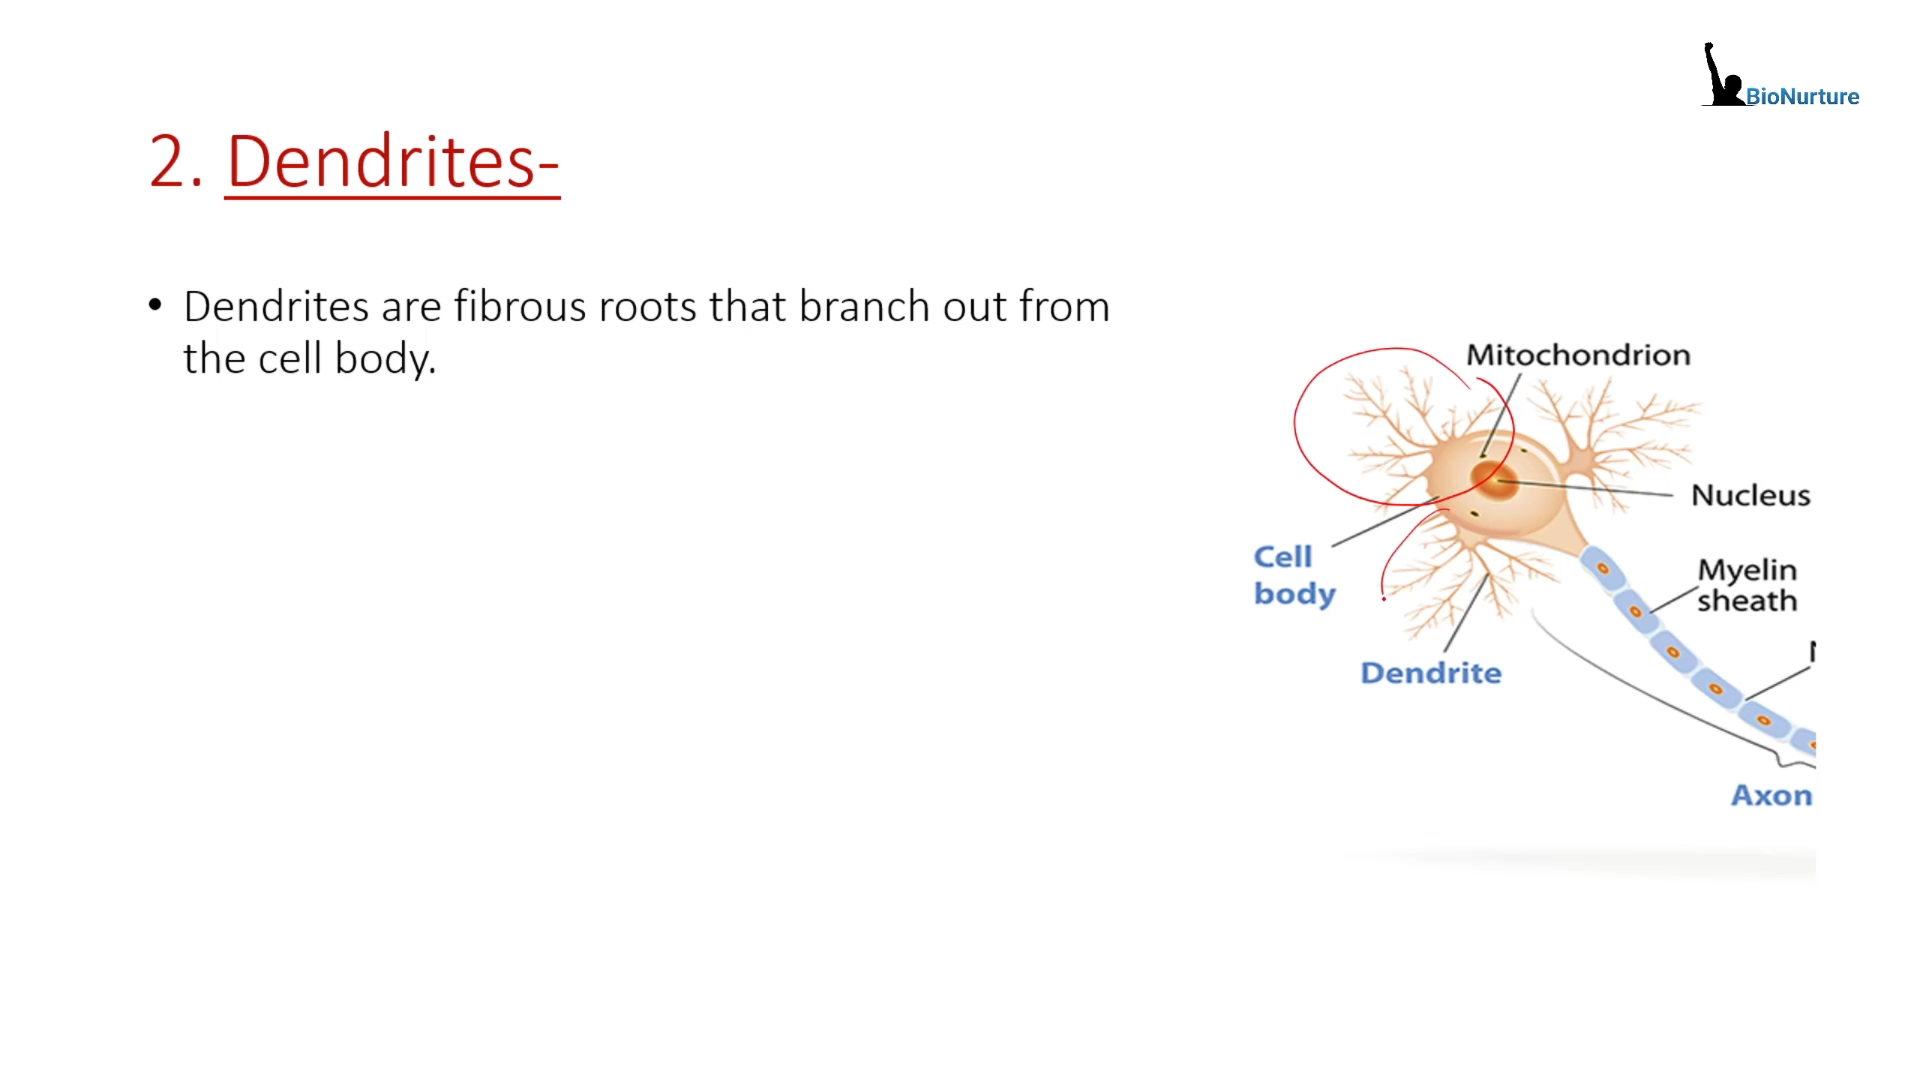 BioNurture
2. Dendrites-
• Dendrites are fibrous roots that branch out from
the cell body.
Mitochondrion
Nucleus
Cell
body
Myelin
sheath
Dendrite
Axon